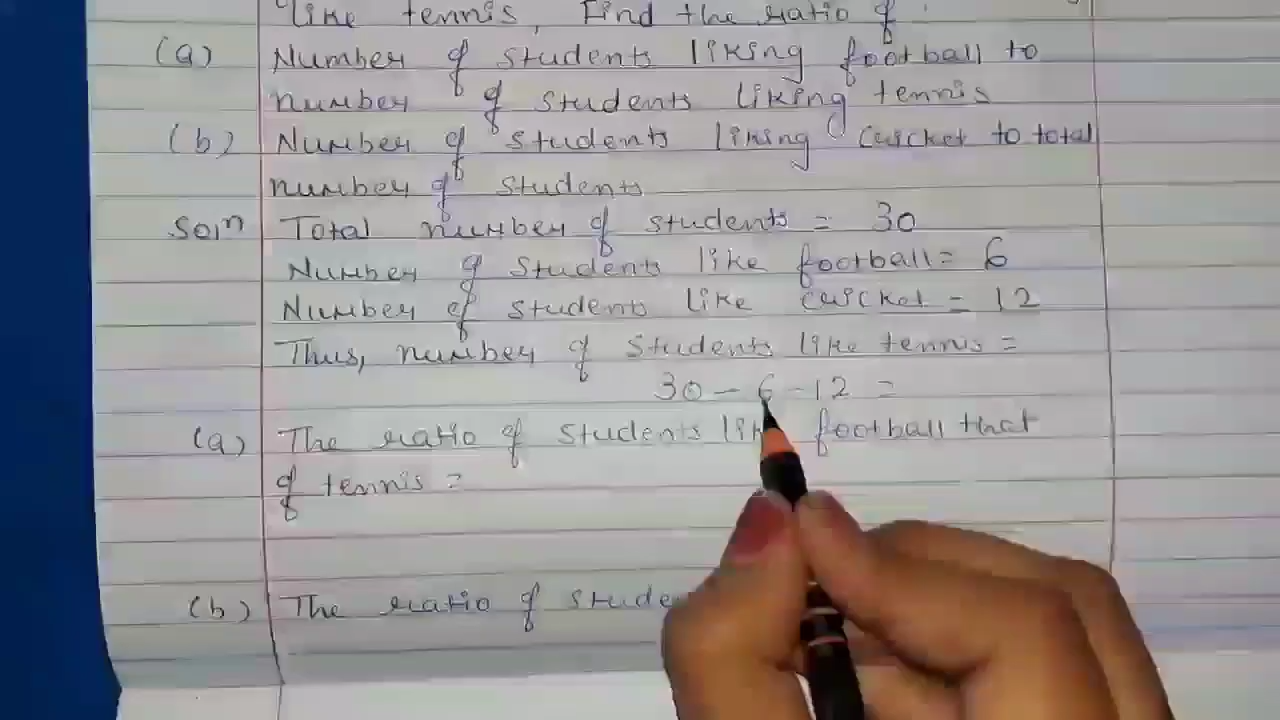 like tennis, Find the ratio of
(a) Number of students liking football to
number of students liking tennis
(b) Number of students liking cricket to total
number of students
Soln Total number of students = 30
Number of students like football = 6
Number of students like cricket = 12
Thus, number of students like tennis =
30 - 6 - 12 =
(a) The ratio of students like football that
of tennis =
(b) The ratio of